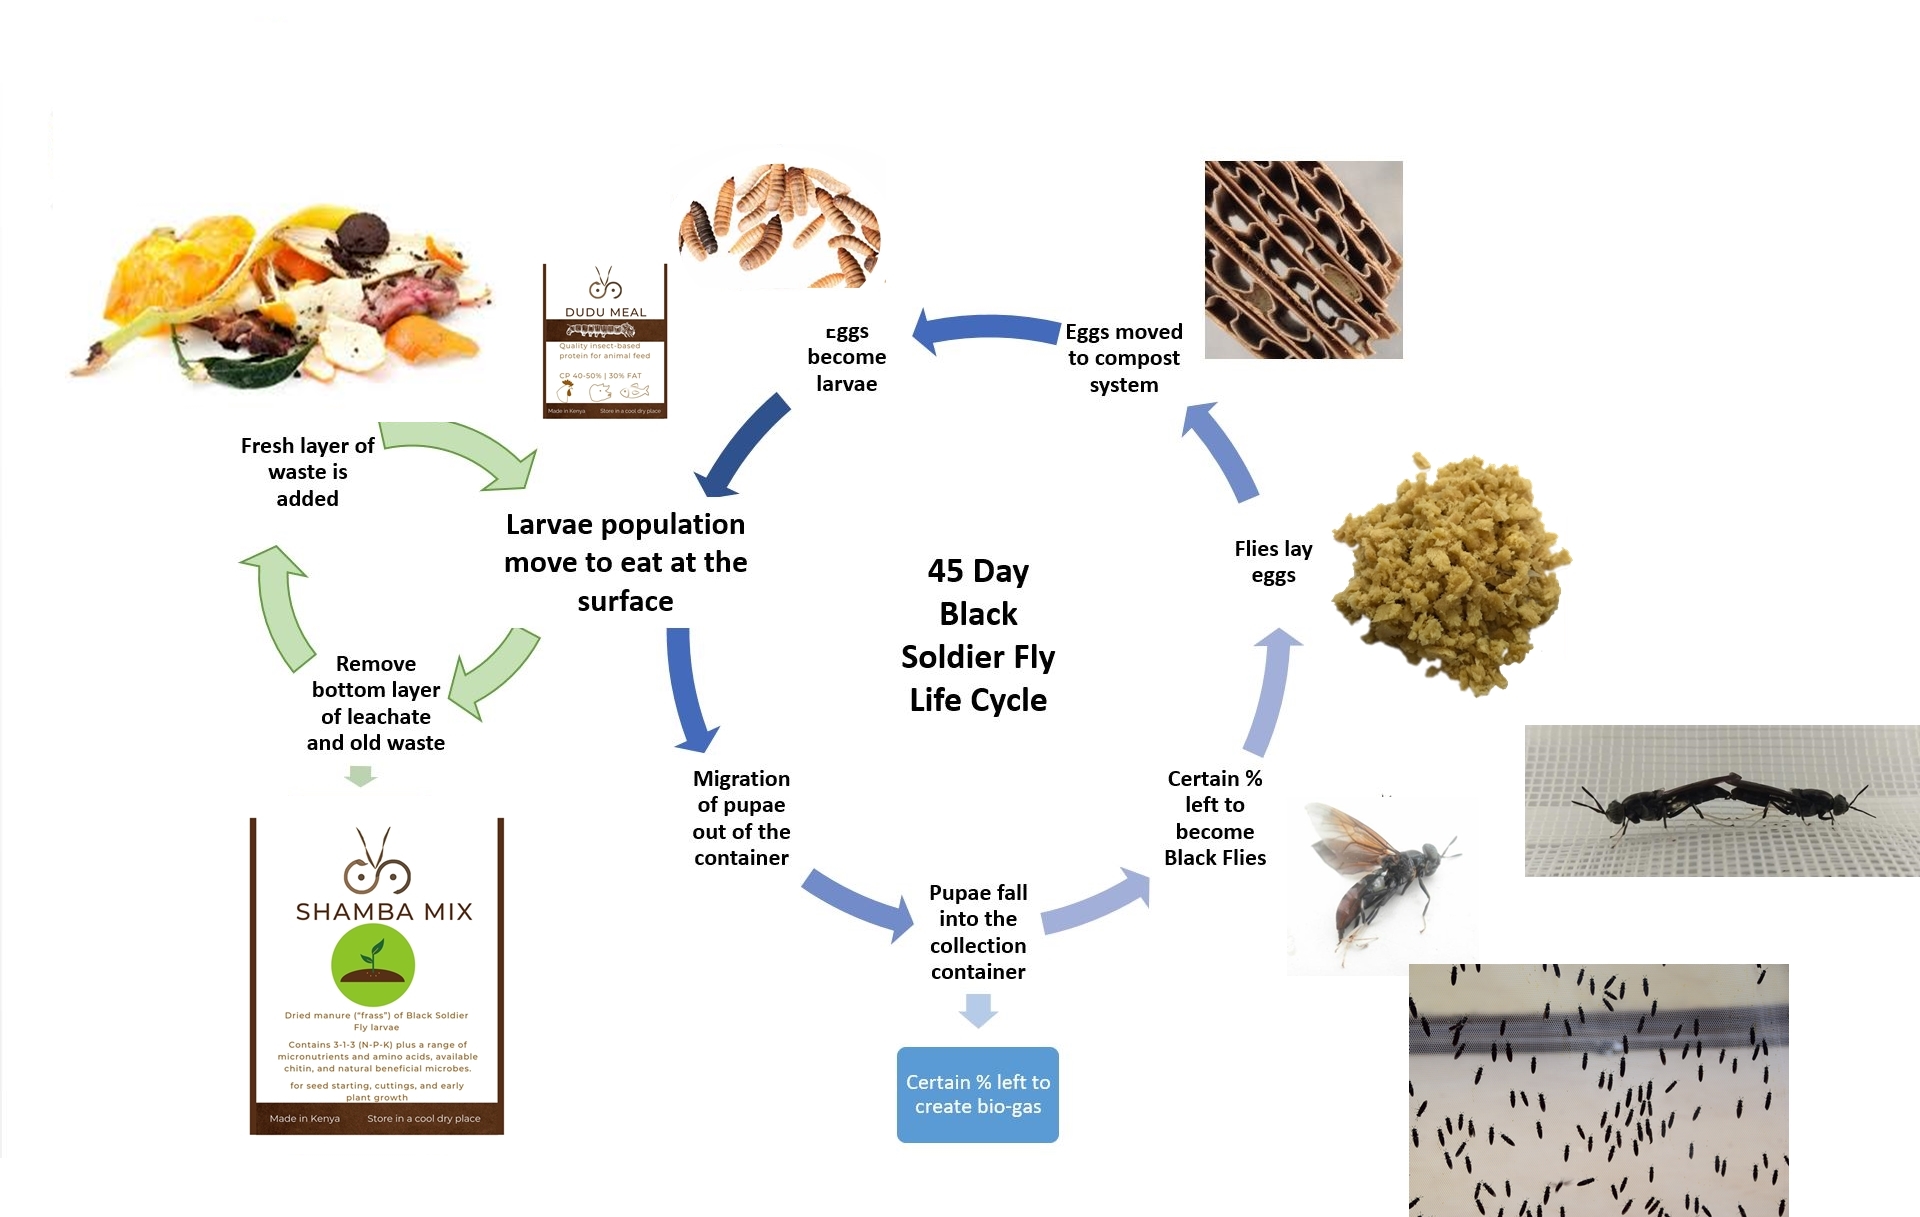 DUDU MEAL
Quality insect-based
protein for animal feed
CP 40-50% | 30% FAT
Made in Kenya Store in a cool dry place
Eggs
become
larvae
Eggs moved
to compost
system
Fresh layer of
waste is
added
Larvae population
move to eat at the
surface
45 Day
Black
Soldier Fly
Life Cycle
Flies lay
eggs
Remove
bottom layer
of leachate
and old waste
Migration
of pupae
out of the
container
Certain %
left to
become
Black Flies
Pupae fall
into the
collection
container
Certain % left to
create bio-gas
SHAMBA MIX
Dried manure ("frass") of Black Soldier
Fly larvae
Contains 3-1-3 (N-P-K) plus a range of
micronutrients and amino acids, available
chitin, and natural beneficial microbes.
for seed starting, cuttings, and early
plant growth
Made in Kenya Store in a cool dry place